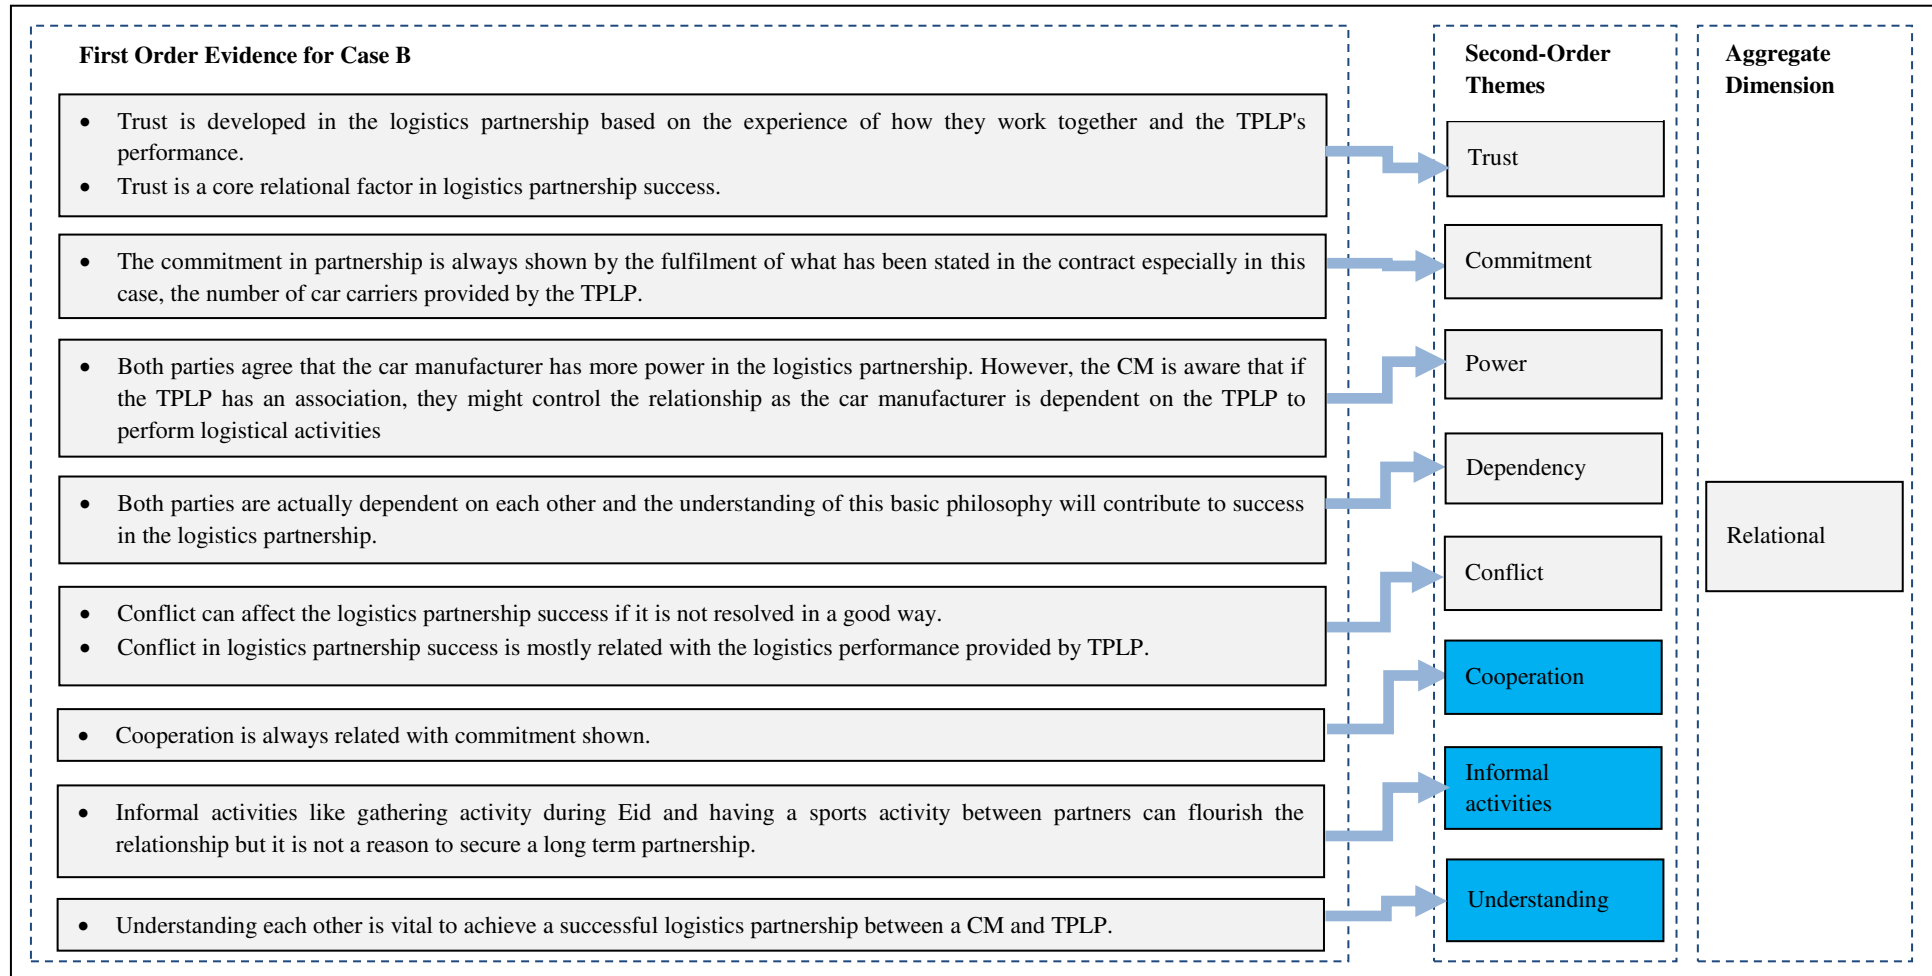 First Order Evidence for Case B
Second-Order
Themes
Aggregate
Dimension
• Trust is developed in the logistics partnership based on the experience of how they work together and the TPLP's
performance.
• Trust is a core relational factor in logistics partnership success.
Trust
• The commitment in partnership is always shown by the fulfilment of what has been stated in the contract especially in this
case, the number of car carriers provided by the TPLP.
Commitment
• Both parties agree that the car manufacturer has more power in the logistics partnership. However, the CM is aware that if
the TPLP has an association, they might control the relationship as the car manufacturer is dependent on the TPLP to
perform logistical activities
Power
• Both parties are actually dependent on each other and the understanding of this basic philosophy will contribute to success
in the logistics partnership.
Dependency
• Conflict can affect the logistics partnership success if it is not resolved in a good way.
• Conflict in logistics partnership success is mostly related with the logistics performance provided by TPLP.
Conflict
• Cooperation is always related with commitment shown.
Cooperation
• Informal activities like gathering activity during Eid and having a sports activity between partners can flourish the
relationship but it is not a reason to secure a long term partnership.
Informal
activities
• Understanding each other is vital to achieve a successful logistics partnership between a CM and TPLP.
Understanding
Relational